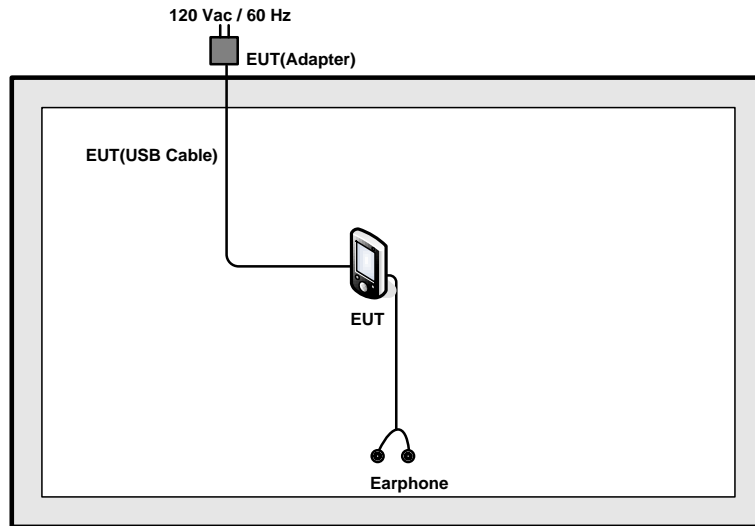 120 Vac / 60 Hz
EUT(Adapter)
EUT(USB Cable)
EUT
Earphone